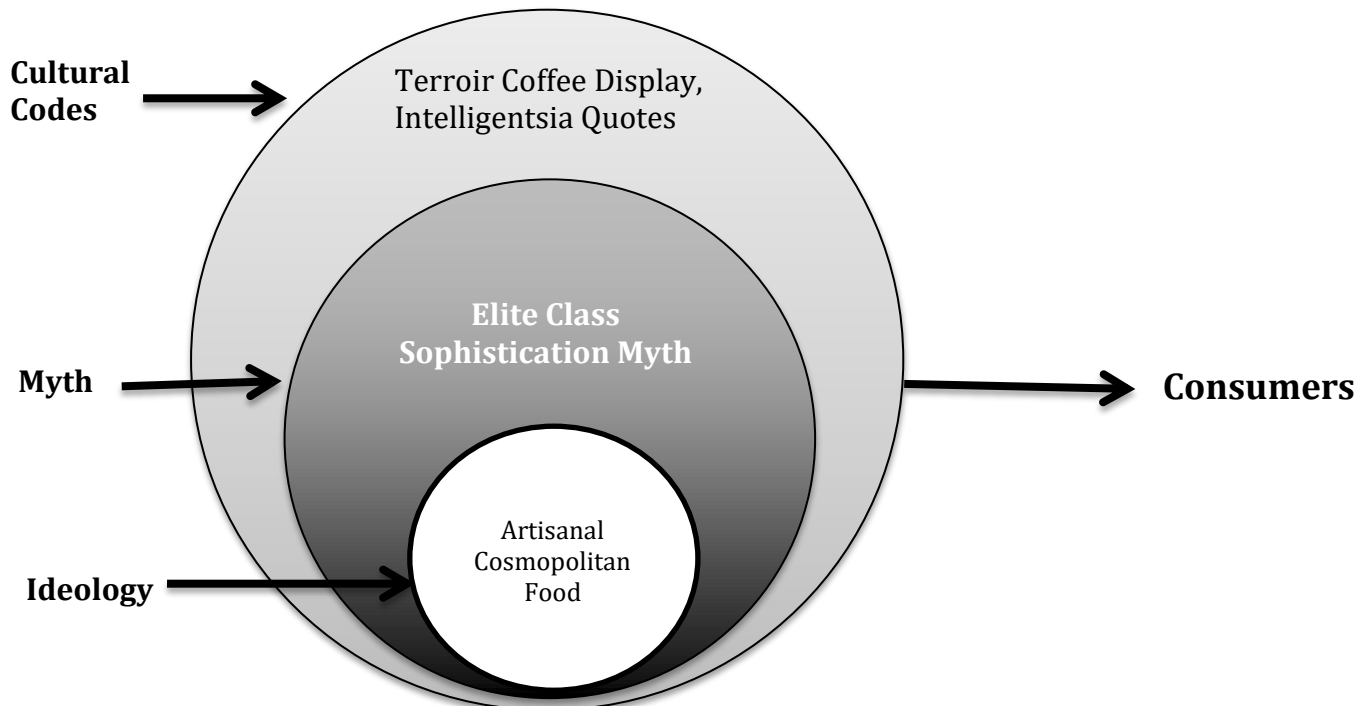 Cultural
Codes
Terroir Coffee Display,
Intelligentsia Quotes
Elite Class
Sophistication Myth
Myth
Consumers
Artisanal
Cosmopolitan
Food
Ideology